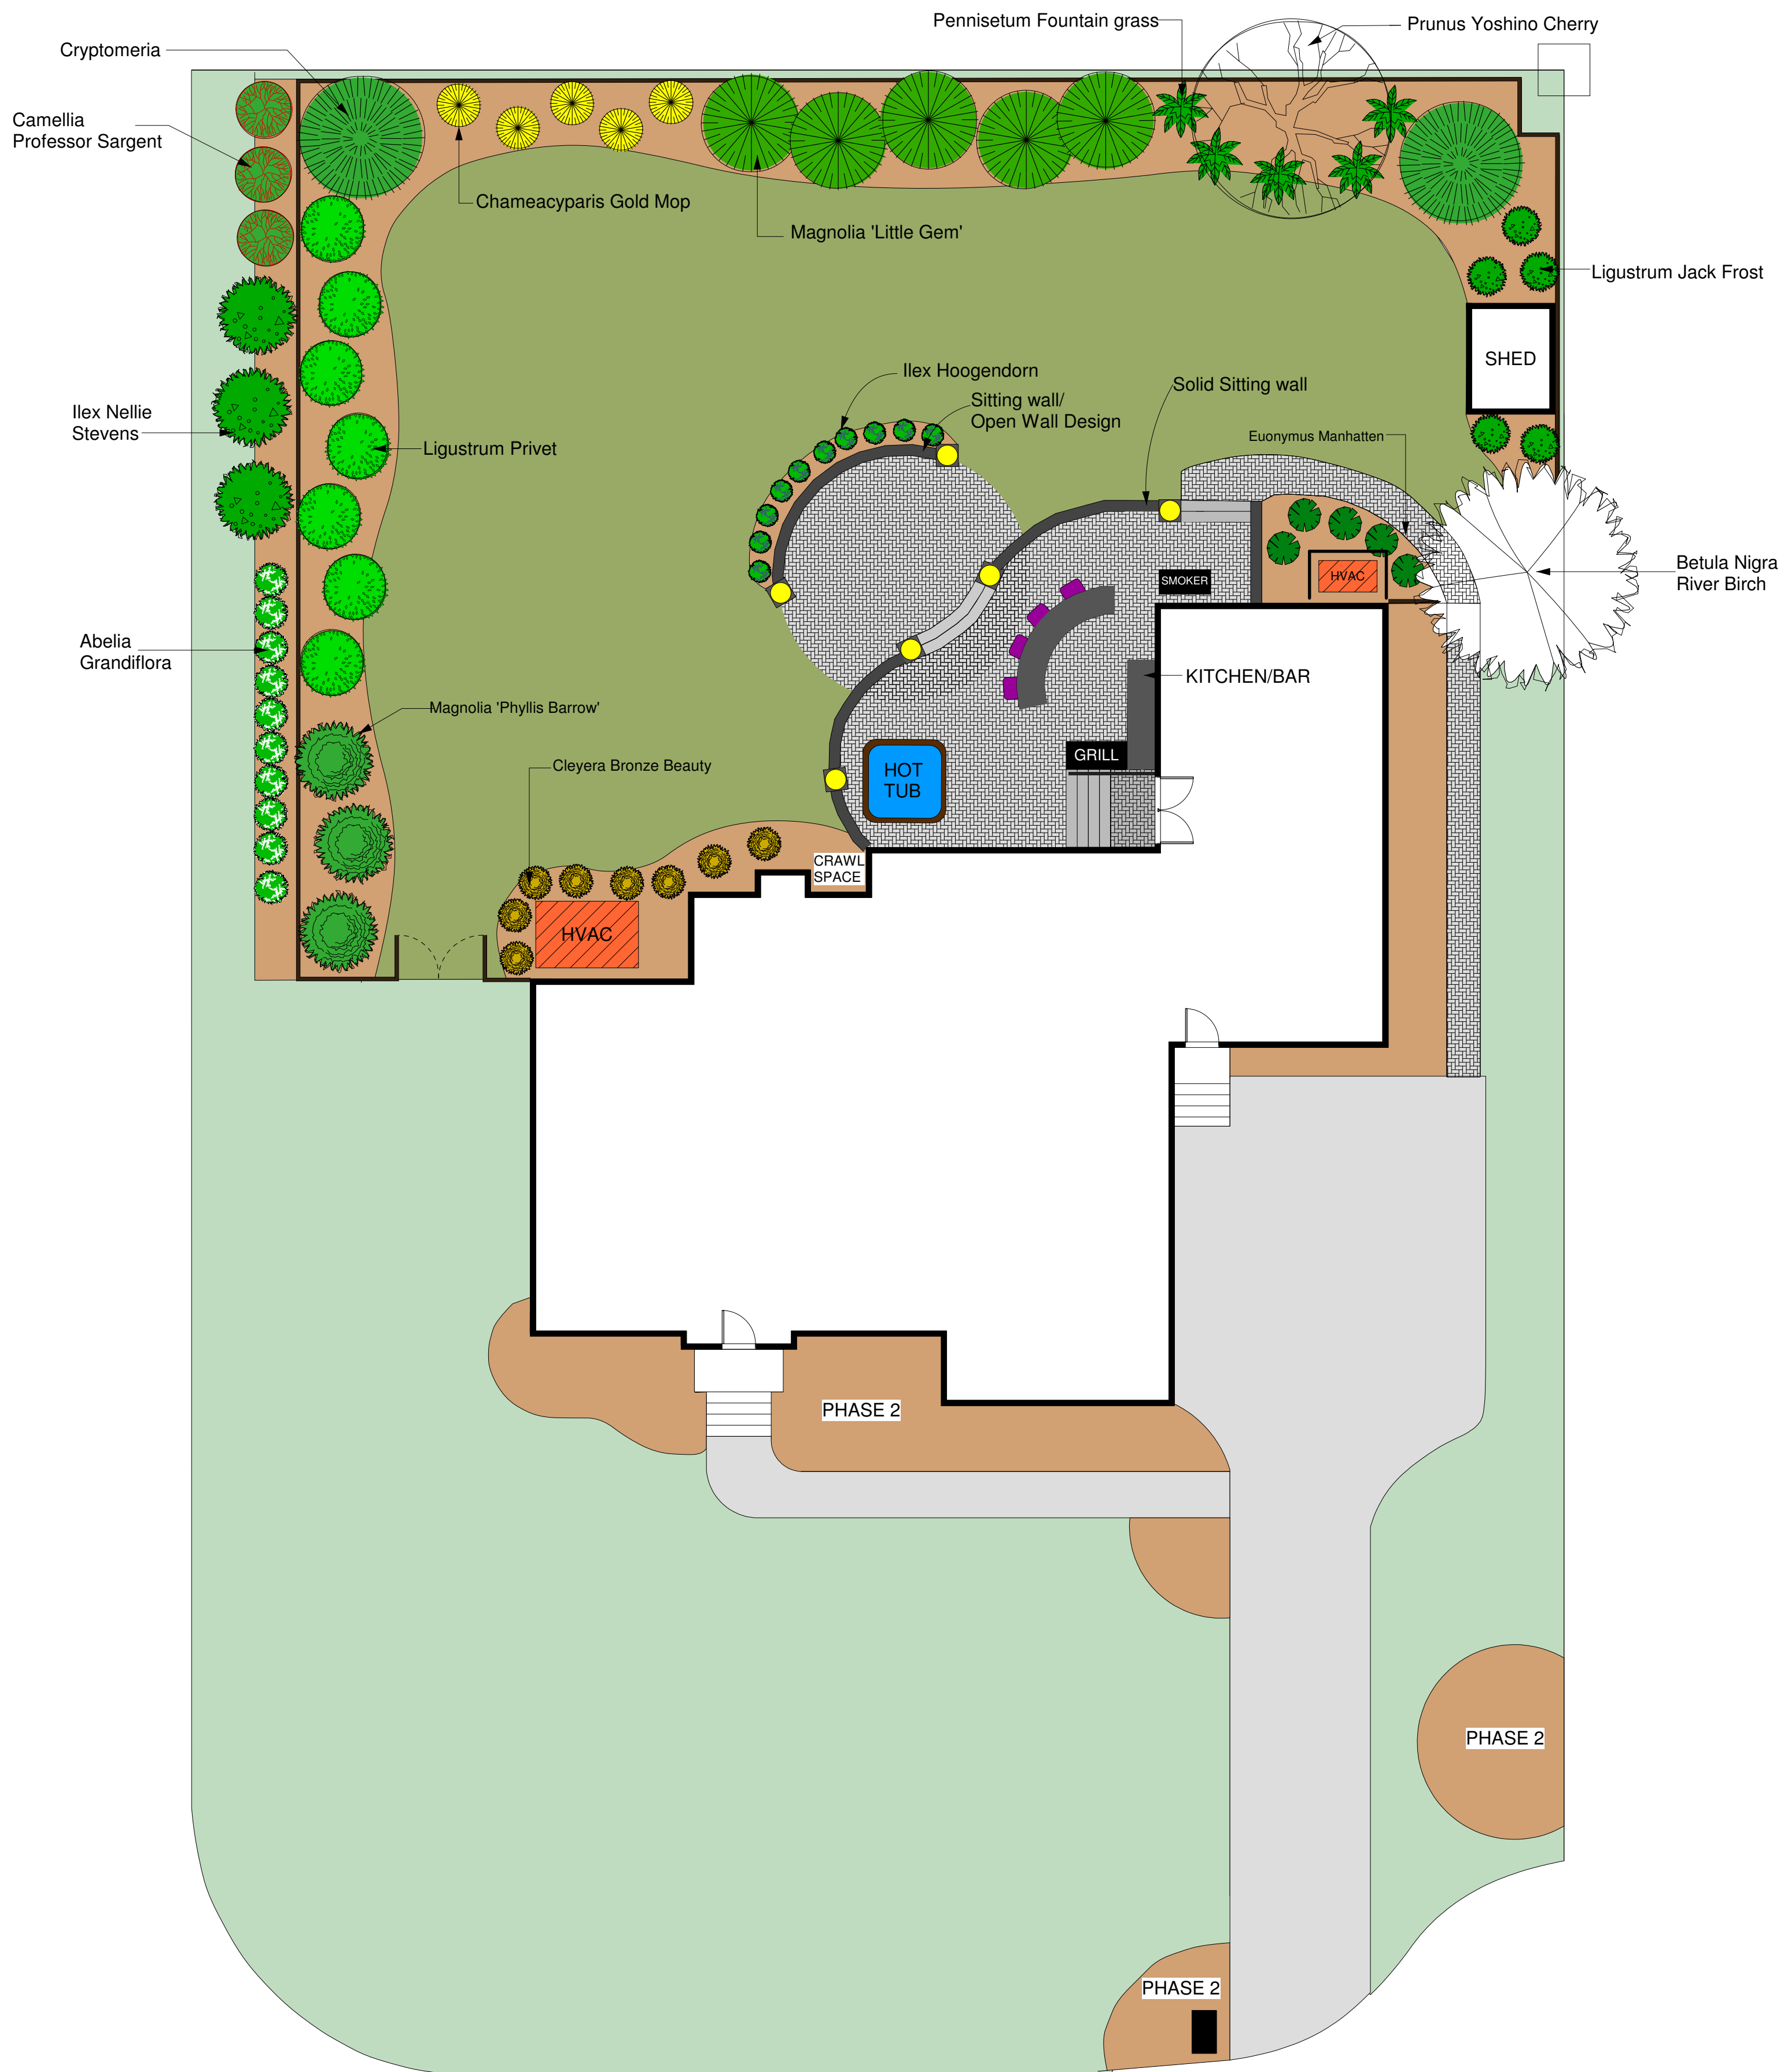 Pennisetum Fountain grass
Prunus Yoshino Cherry
Cryptomeria
Camellia
Professor Sargent
Chameacyparis Gold Mop
Magnolia 'Little Gem'
Ligustrum Jack Frost
SHED
Ilex Hoogendorn
Solid Sitting wall
Sitting wall/
Open Wall Design
Ilex Nellie
Stevens
Euonymus Manhatten
Ligustrum Privet
Betula Nigra
River Birch
HVAC
SMOKER
Abelia
Grandiflora
KITCHEN/BAR
Magnolia 'Phyllis Barrow'
GRILL
Cleyera Bronze Beauty
HOT
TUB
CRAWL
SPACE
HVAC
PHASE 2
PHASE 2
PHASE 2